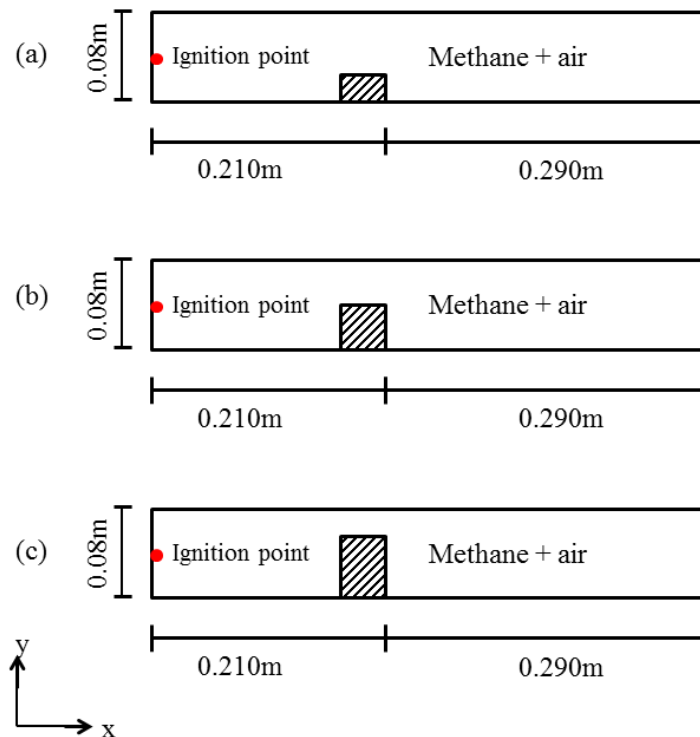 (a)
0.08m
Ignition point
Methane + air
0.210m
0.290m
(b)
0.08m
Ignition point
Methane + air
0.210m
0.290m
(c)
0.08m
Ignition point
Methane + air
0.210m
0.290m
y
x